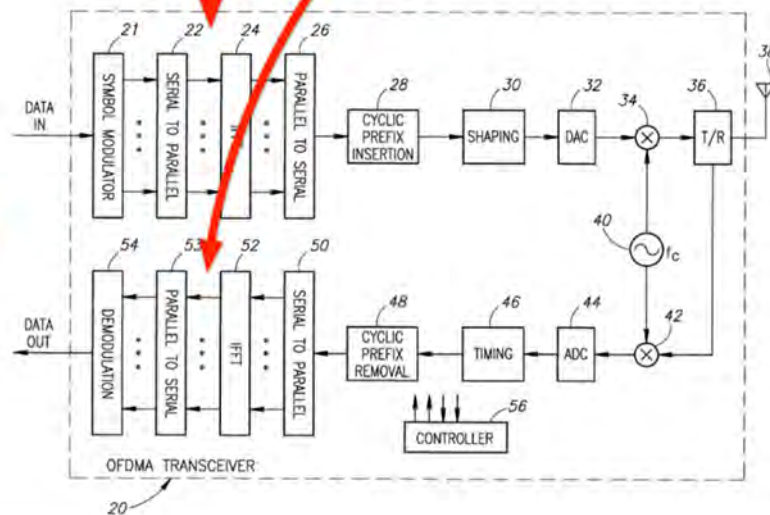 21
22
24
26
SYMBOL MODULATOR
SERIAL TO PARALLEL
PARALLEL TO SERIAL
DATA
IN
28
CYCLIC
PREFIX
INSERTION
30
SHAPING
32
DAC
34
36
T/R
40
fc
54
53
52
50
DEMODULATION
PARALLEL TO SERIAL
IFFT
SERIAL TO PARALLEL
DATA
OUT
48
CYCLIC
PREFIX
REMOVAL
46
TIMING
44
ADC
42
56
CONTROLLER
OFDMA TRANSCEIVER
20